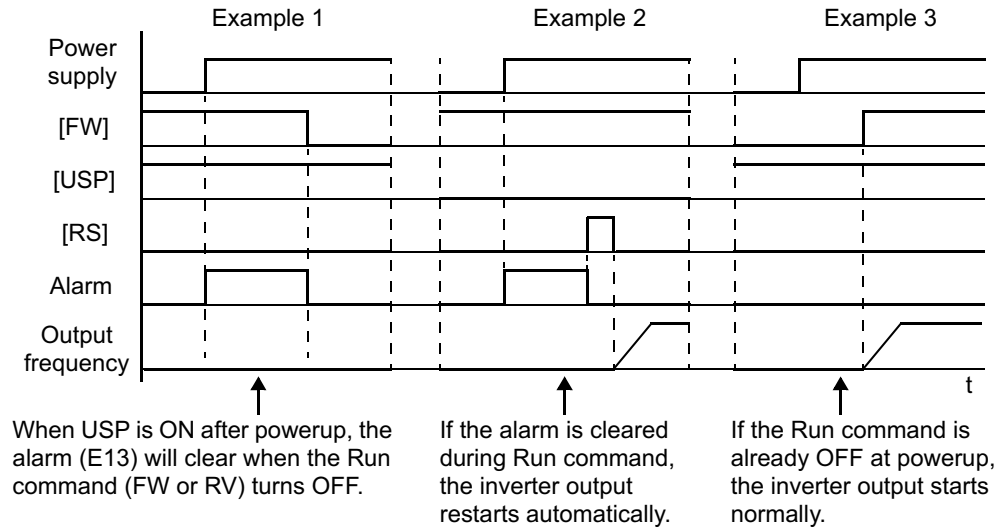 Example 1
Example 2
Example 3
Power
supply
[FW]
[USP]
[RS]
Alarm
Output
frequency
t
When USP is ON after powerup, the
alarm (E13) will clear when the Run
command (FW or RV) turns OFF.
If the alarm is cleared
during Run command,
the inverter output
restarts automatically.
If the Run command is
already OFF at powerup,
the inverter output starts
normally.